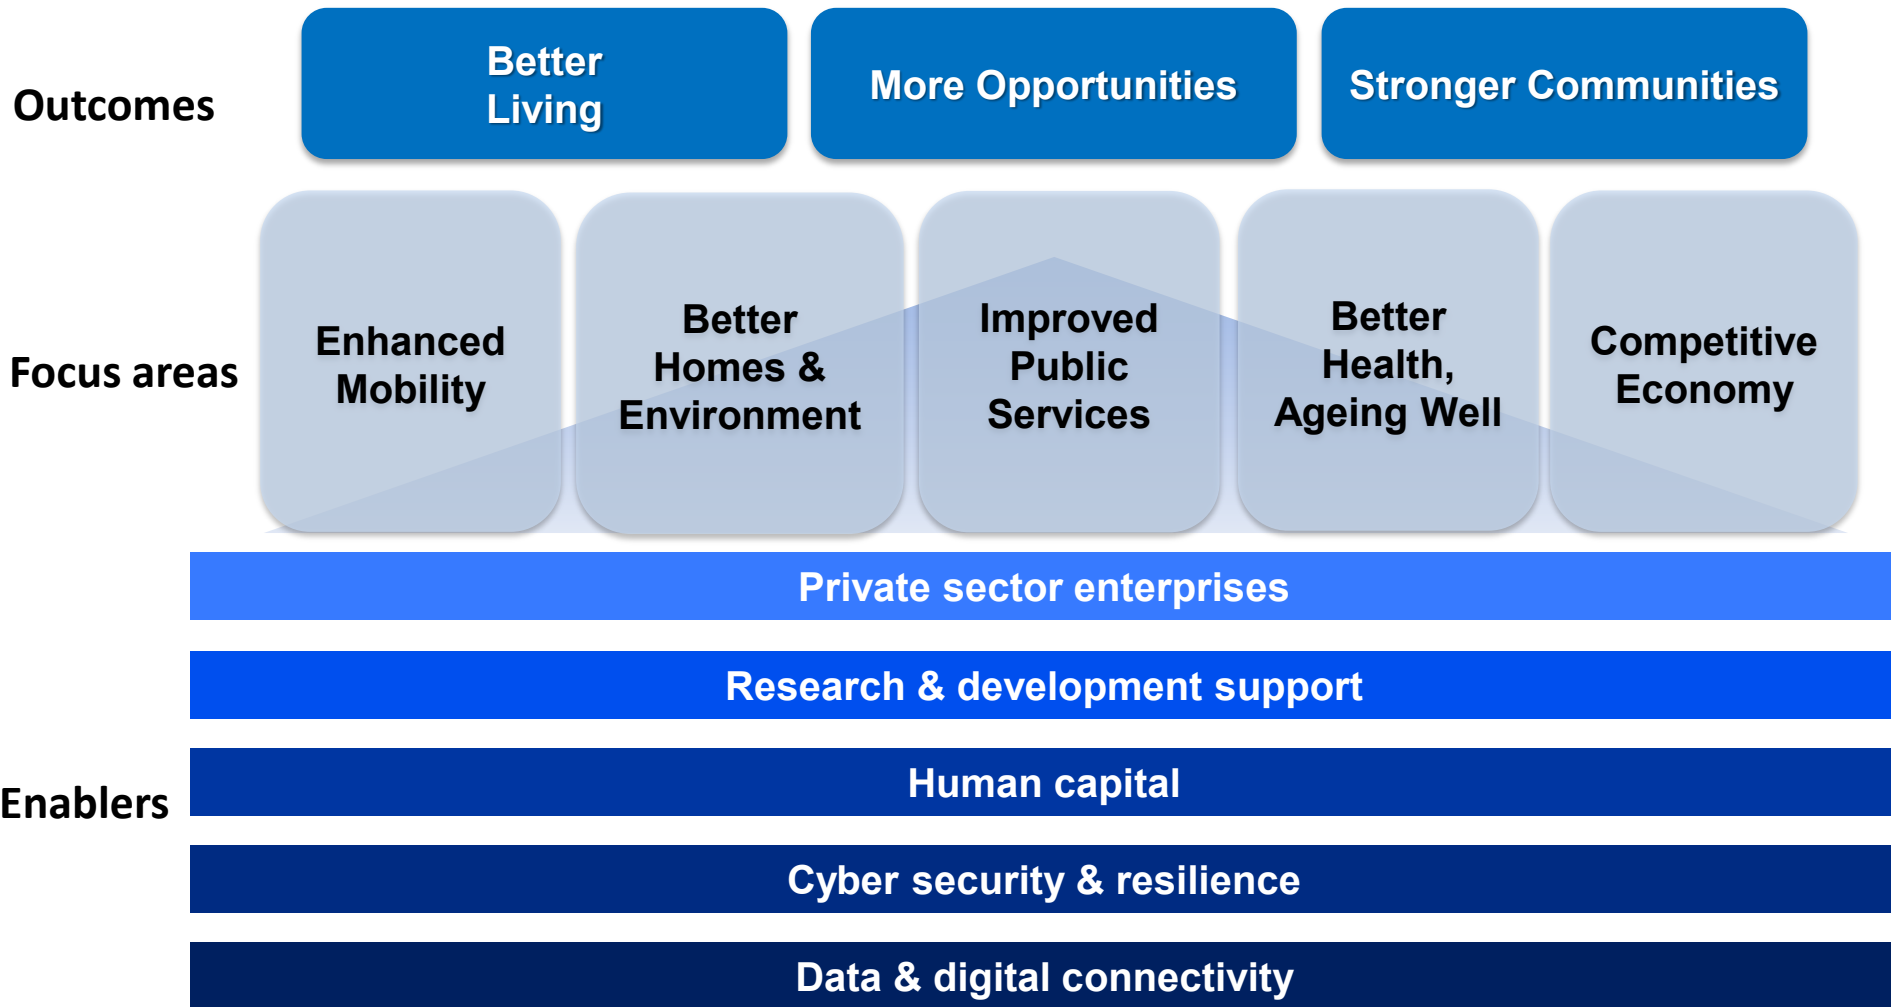 Outcomes
Better
Living
More Opportunities
Stronger Communities
Focus areas
Enhanced
Mobility
Better
Homes &
Environment
Improved
Public
Services
Better
Health,
Ageing Well
Competitive
Economy
Enablers
Private sector enterprises
Research & development support
Human capital
Cyber security & resilience
Data & digital connectivity